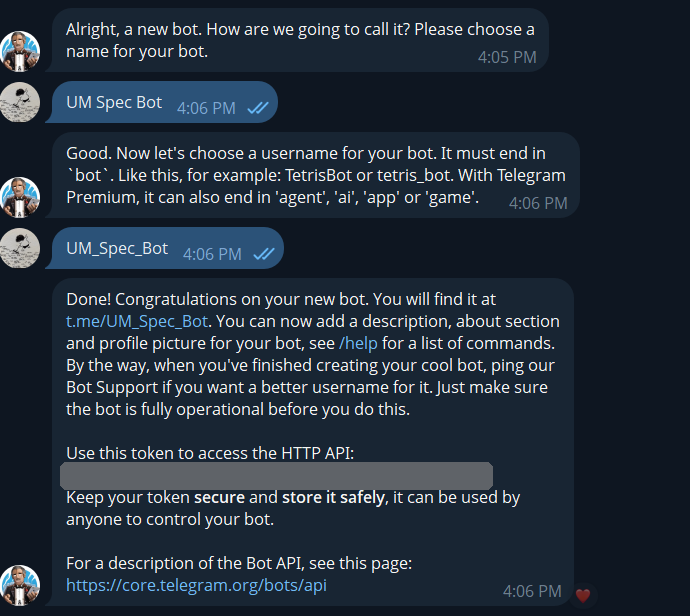 Alright, a new bot. How are we going to call it? Please choose a
name for your bot.
4:05 PM
UM Spec Bot
4:06 PM
Good. Now let's choose a username for your bot. It must end in
`bot`. Like this, for example: TetrisBot or tetris_bot. With Telegram
Premium, it can also end in 'agent', 'ai', 'app' or 'game'.
4:06 PM
UM_Spec_Bot
4:06 PM
Done! Congratulations on your new bot. You will find it at
t.me/UM_Spec_Bot. You can now add a description, about section
and profile picture for your bot, see /help for a list of commands.
By the way, when you've finished creating your cool bot, ping our
Bot Support if you want a better username for it. Just make sure
the bot is fully operational before you do this.
Use this token to access the HTTP API:
Keep your token secure and store it safely, it can be used by
anyone to control your bot.
For a description of the Bot API, see this page:
https://core.telegram.org/bots/api
4:06 PM